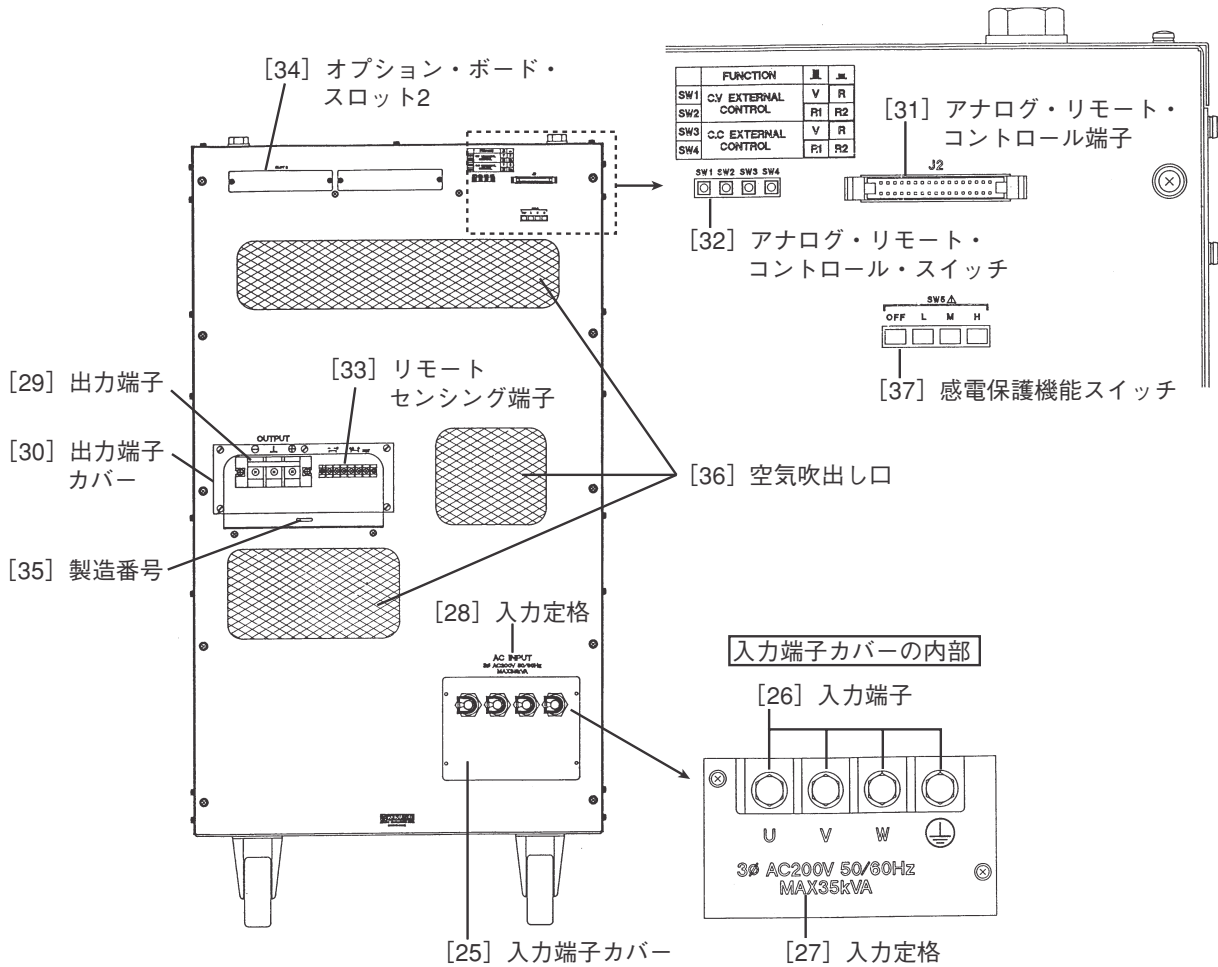 [34] オプション・ボード・
スロット2
FUNCTION
SW1 C.V EXTERNAL CONTROL V R
SW2 R1 R2
SW3 C.C EXTERNAL CONTROL V R
SW4 R1 R2
[31] アナログ・リモート・
コントロール端子
J2
SW1 SW2 SW3 SW4
[32] アナログ・リモート・
コントロール・スイッチ
SW5
OFF L M H
[37] 感電保護機能スイッチ
[29] 出力端子
[33] リモート
センシング端子
[30] 出力端子
カバー
OUTPUT
[36] 空気吹出し口
[35] 製造番号
[28] 入力定格
AC INPUT
3ø AC200V 50/60Hz
MAX35kVA
入力端子カバーの内部
[26] 入力端子
U V W
3ø AC200V 50/60Hz
MAX35kVA
[25] 入力端子カバー
[27] 入力定格